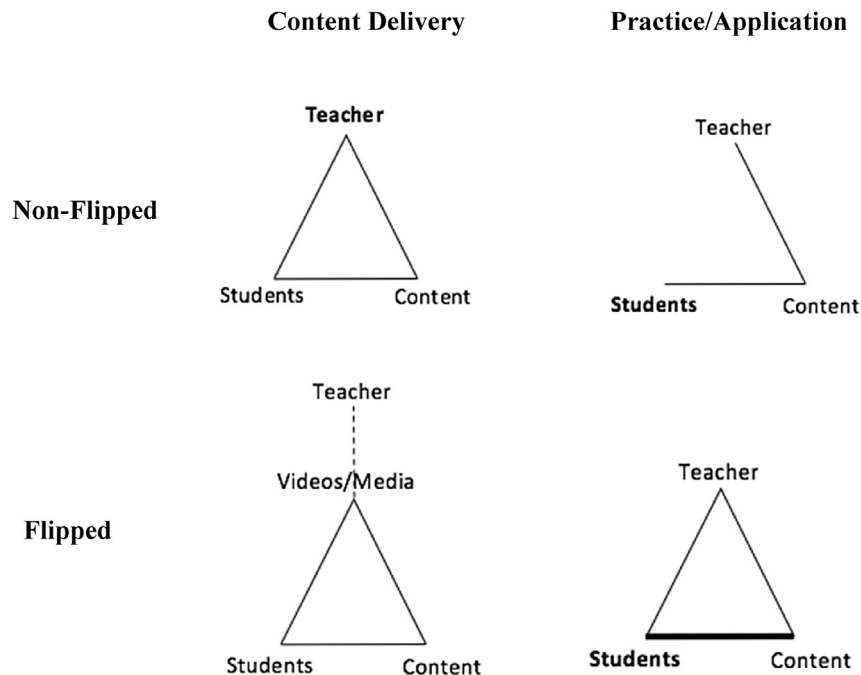 Content Delivery Practice/Application
Non-Flipped
Teacher
Students Content
Teacher
Students Content
Flipped
Teacher
Videos/Media
Students Content
Teacher
Students Content